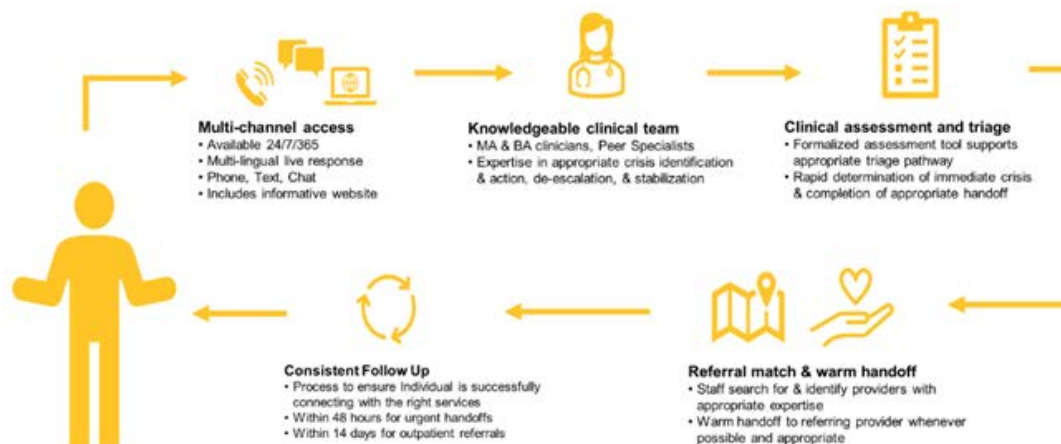 Multi-channel access
• Available 24/7/365
• Multi-lingual live response
• Phone, Text, Chat
• Includes informative website
Knowledgeable clinical team
• MA & BA clinicians, Peer Specialists
• Expertise in appropriate crisis identification
& action, de-escalation, & stabilization
Clinical assessment and triage
• Formalized assessment tool supports
appropriate triage pathway
• Rapid determination of immediate crisis
& completion of appropriate handoff
Consistent Follow Up
• Process to ensure Individual is successfully
connecting with the right services
• Within 48 hours for urgent handoffs
• Within 14 days for outpatient referrals
Referral match & warm handoff
• Staff search for & identify providers with
appropriate expertise
• Warm handoff to referring provider whenever
possible and appropriate